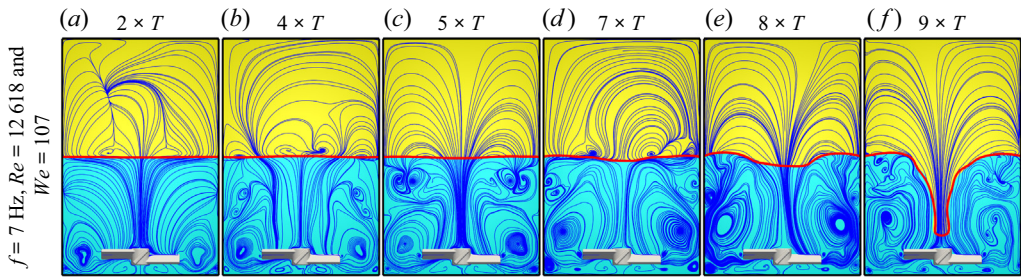 (a) 2 × T (b) 4 × T (c) 5 × T (d) 7 × T (e) 8 × T (f) 9 × T
f = 7 Hz, Re = 12 618 and
We = 107